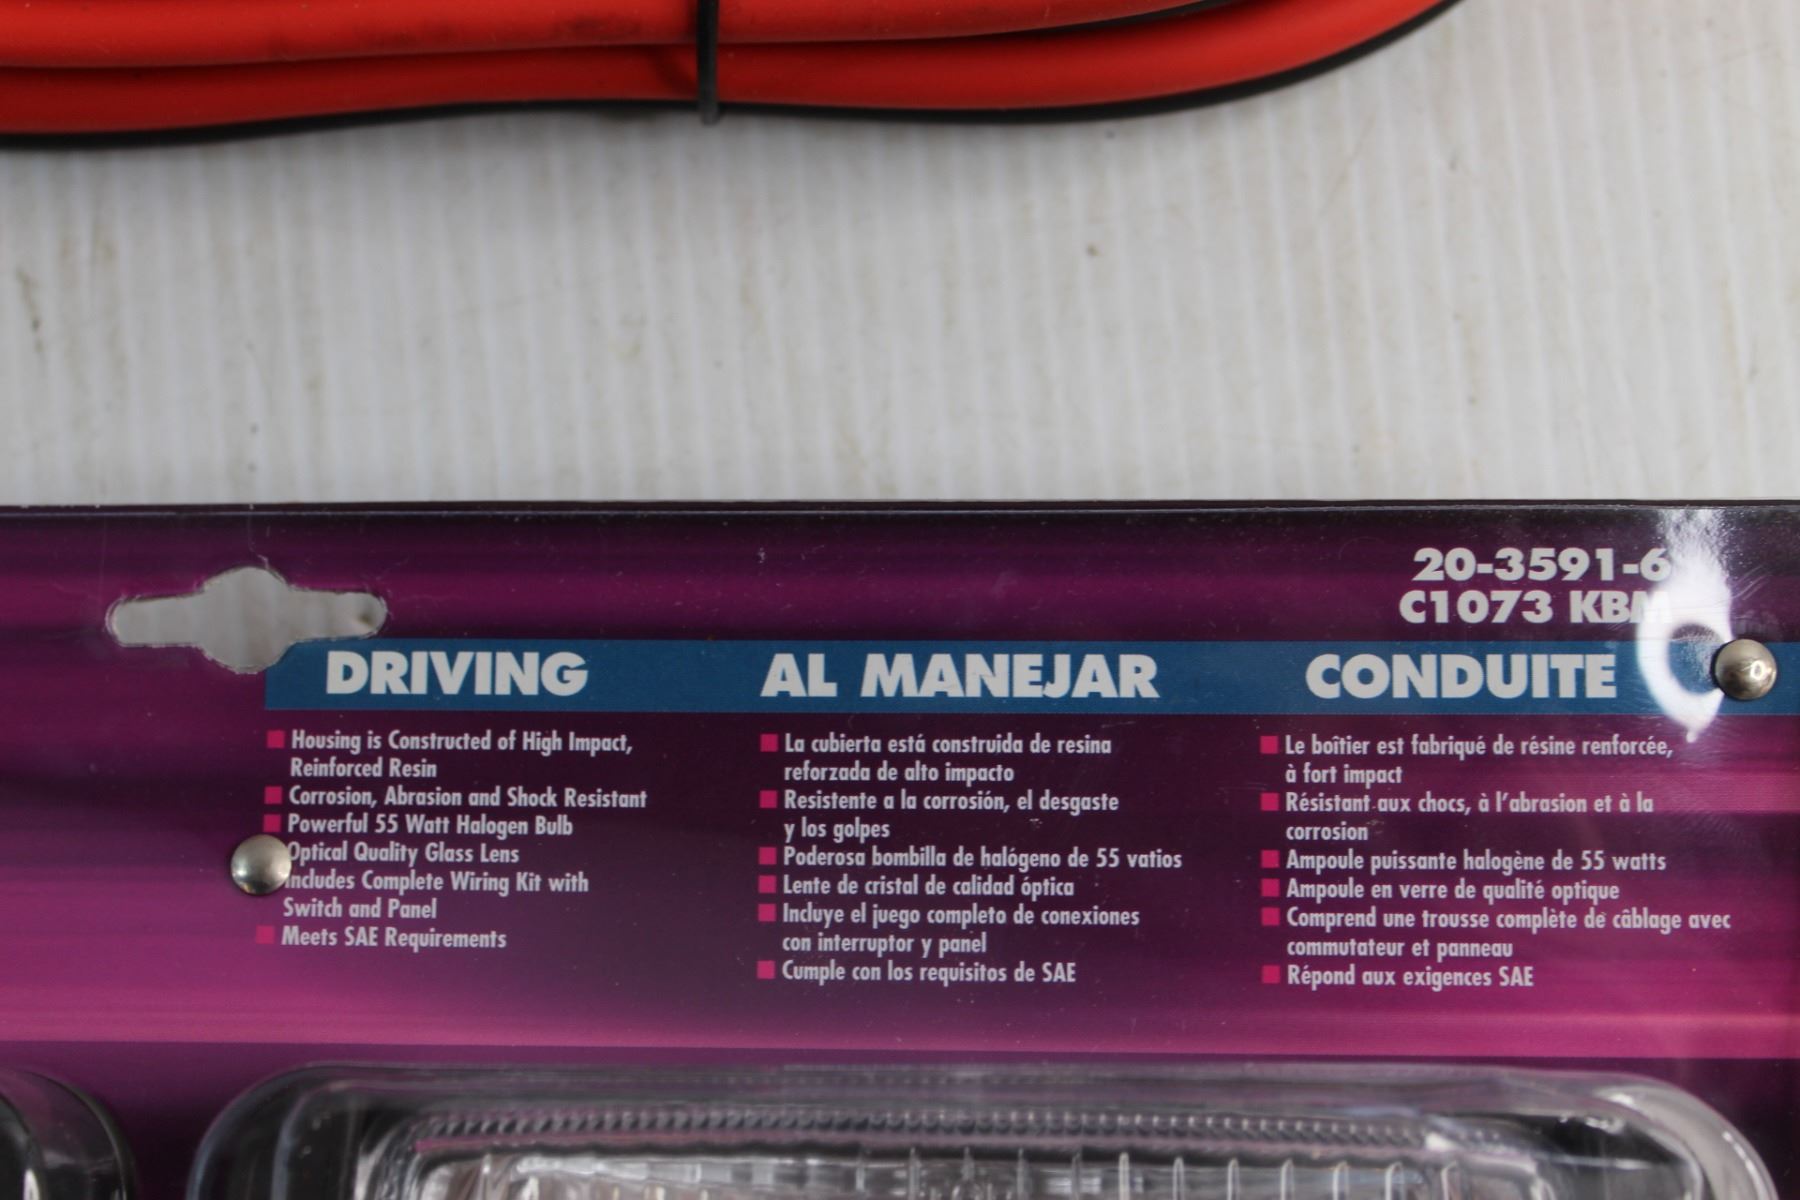 20-3591-6
C1073 KBM
DRIVING
Housing is Constructed of High Impact,
Reinforced Resin
Corrosion, Abrasion and Shock Resistant
Powerful 55 Watt Halogen Bulb
Optical Quality Glass Lens
Includes Complete Wiring Kit with
Switch and Panel
Meets SAE Requirements
AL MANEJAR
La cubierta está construida de resina
reforzada de alto impacto
Resistente a la corrosión, el desgaste
y los golpes
Poderosa bombilla de halógeno de 55 vatios
Lente de cristal de calidad óptica
Incluye el juego completo de conexiones
con interruptor y panel
Cumple con los requisitos de SAE
CONDUITE
Le boîtier est fabriqué de résine renforcée,
à fort impact
Résistant aux chocs, à l'abrasion et à la
corrosion
Ampoule puissante halogène de 55 watts
Ampoule en verre de qualité optique
Comprend une trousse complète de câblage avec
commutateur et panneau
Répond aux exigences SAE